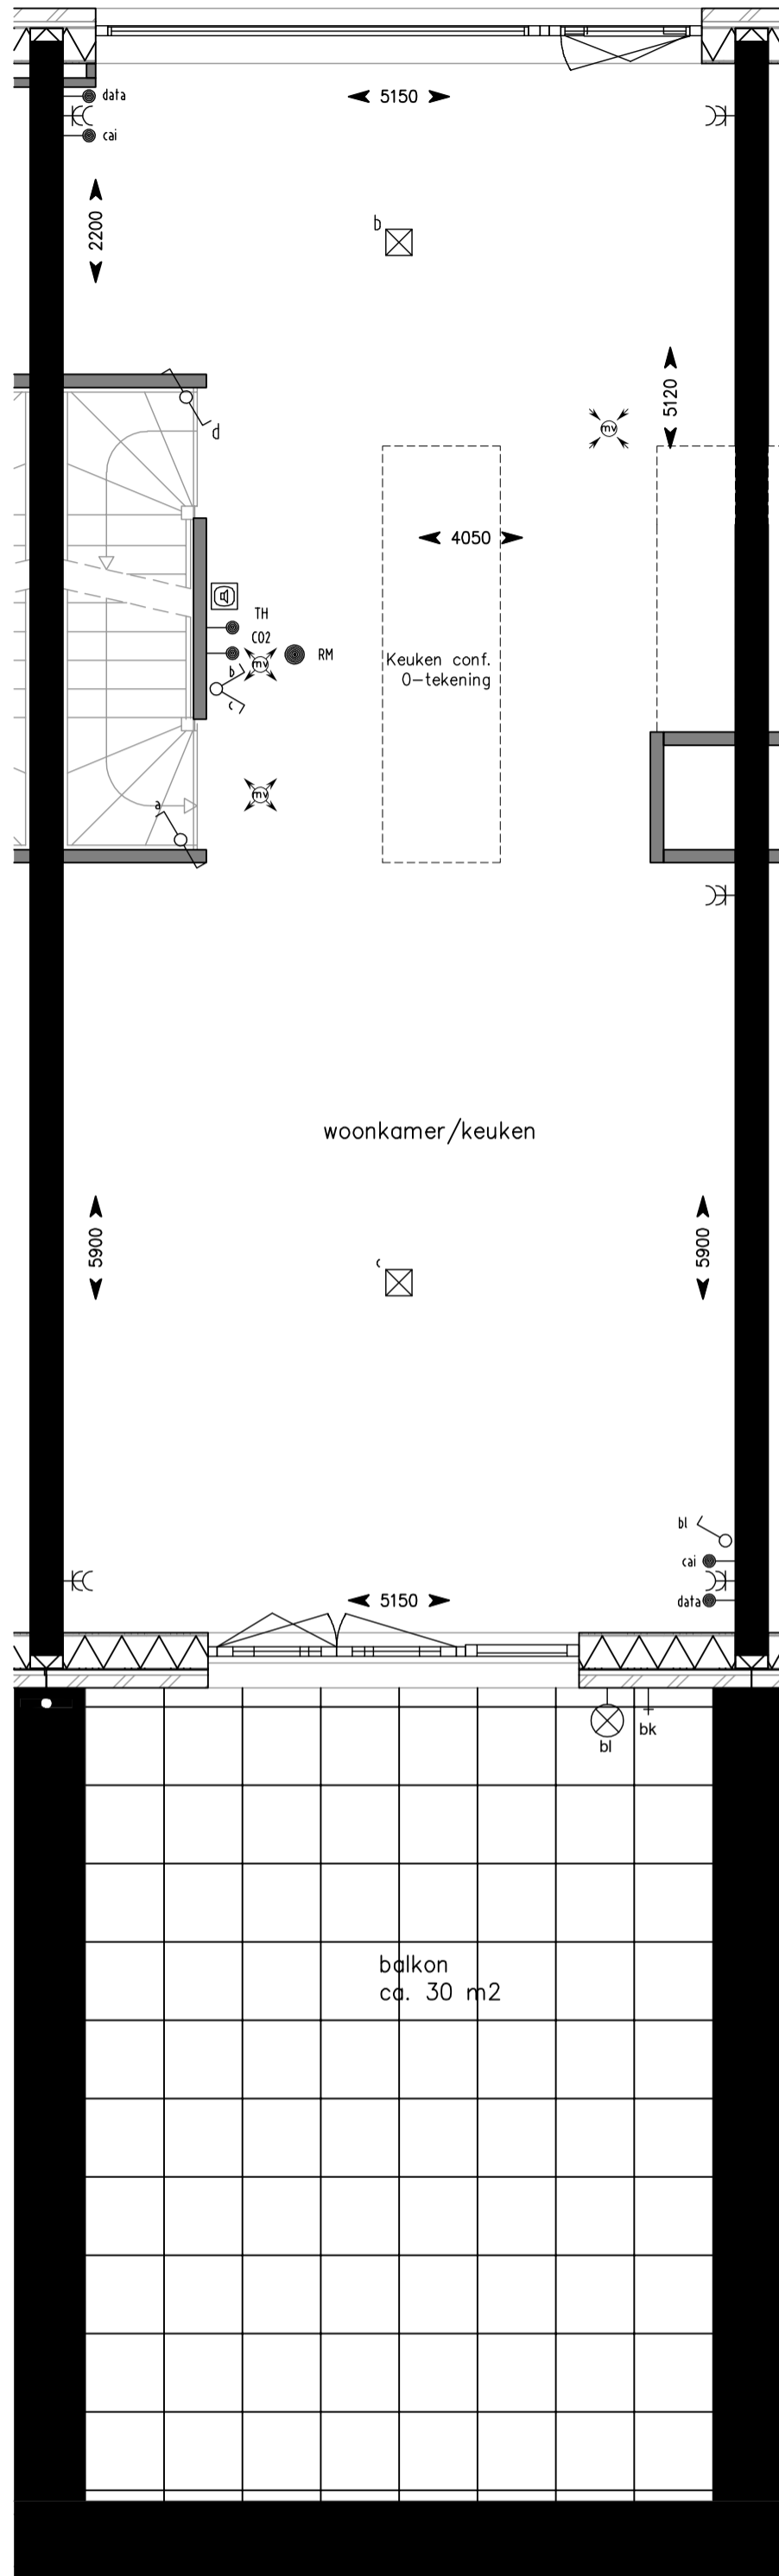 data
5150
cai
2200
b
5120
mv
d
4050
TH
CO2
mv
RM
b
c
Keuken conf.
0-tekening
mv
a
woonkamer/keuken
5900
5900
c
bl
cai
data
5150
bl
bk
balkon
ca. 30 m2